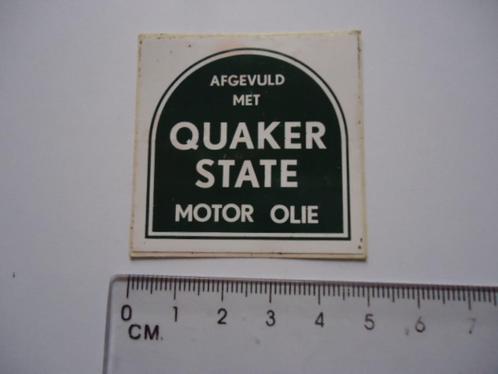 AFGEVULD
MET
QUAKER
STATE
MOTOR OLIE
0 1 2 3 4 5 6 7
CM.